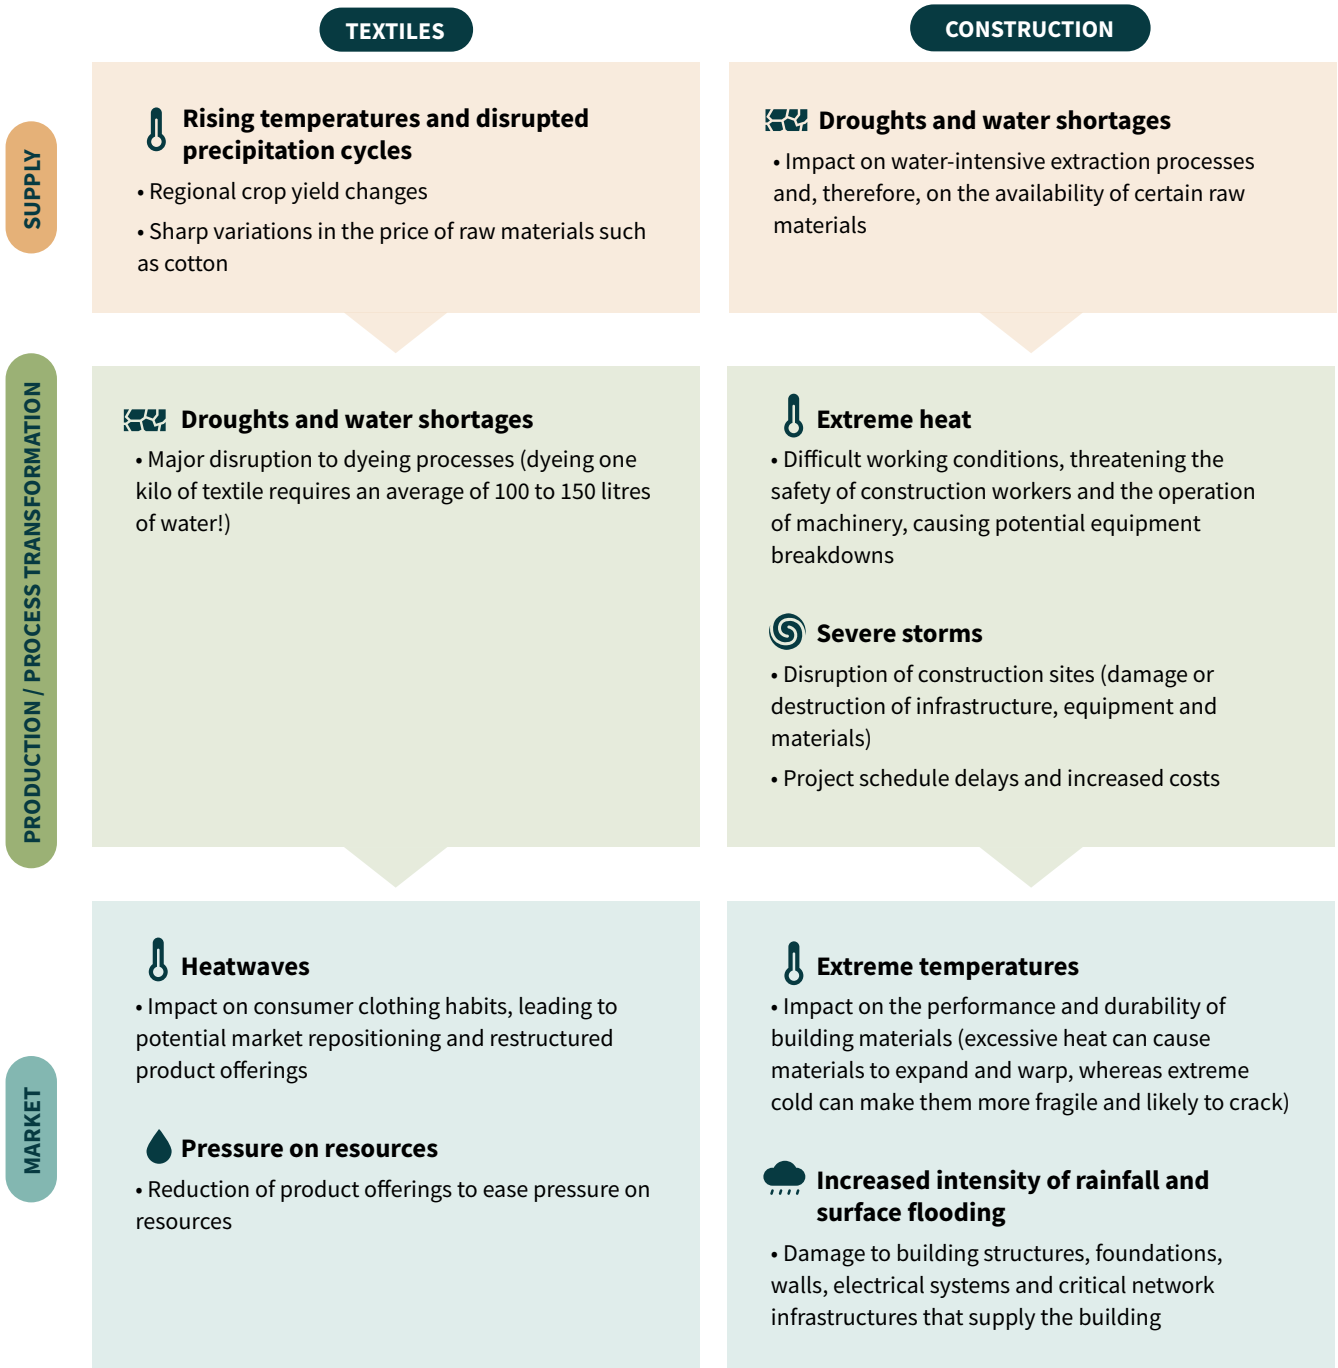 TEXTILES
CONSTRUCTION
SUPPLY
Rising temperatures and disrupted
precipitation cycles
• Regional crop yield changes
• Sharp variations in the price of raw materials such
as cotton
Droughts and water shortages
• Impact on water-intensive extraction processes
and, therefore, on the availability of certain raw
materials
PRODUCTION / PROCESS TRANSFORMATION
Droughts and water shortages
• Major disruption to dyeing processes (dyeing one
kilo of textile requires an average of 100 to 150 litres
of water!)
Extreme heat
• Difficult working conditions, threatening the
safety of construction workers and the operation
of machinery, causing potential equipment
breakdowns
Severe storms
• Disruption of construction sites (damage or
destruction of infrastructure, equipment and
materials)
• Project schedule delays and increased costs
MARKET
Heatwaves
• Impact on consumer clothing habits, leading to
potential market repositioning and restructured
product offerings
Pressure on resources
• Reduction of product offerings to ease pressure on
resources
Extreme temperatures
• Impact on the performance and durability of
building materials (excessive heat can cause
materials to expand and warp, whereas extreme
cold can make them more fragile and likely to crack)
Increased intensity of rainfall and
surface flooding
• Damage to building structures, foundations,
walls, electrical systems and critical network
infrastructures that supply the building